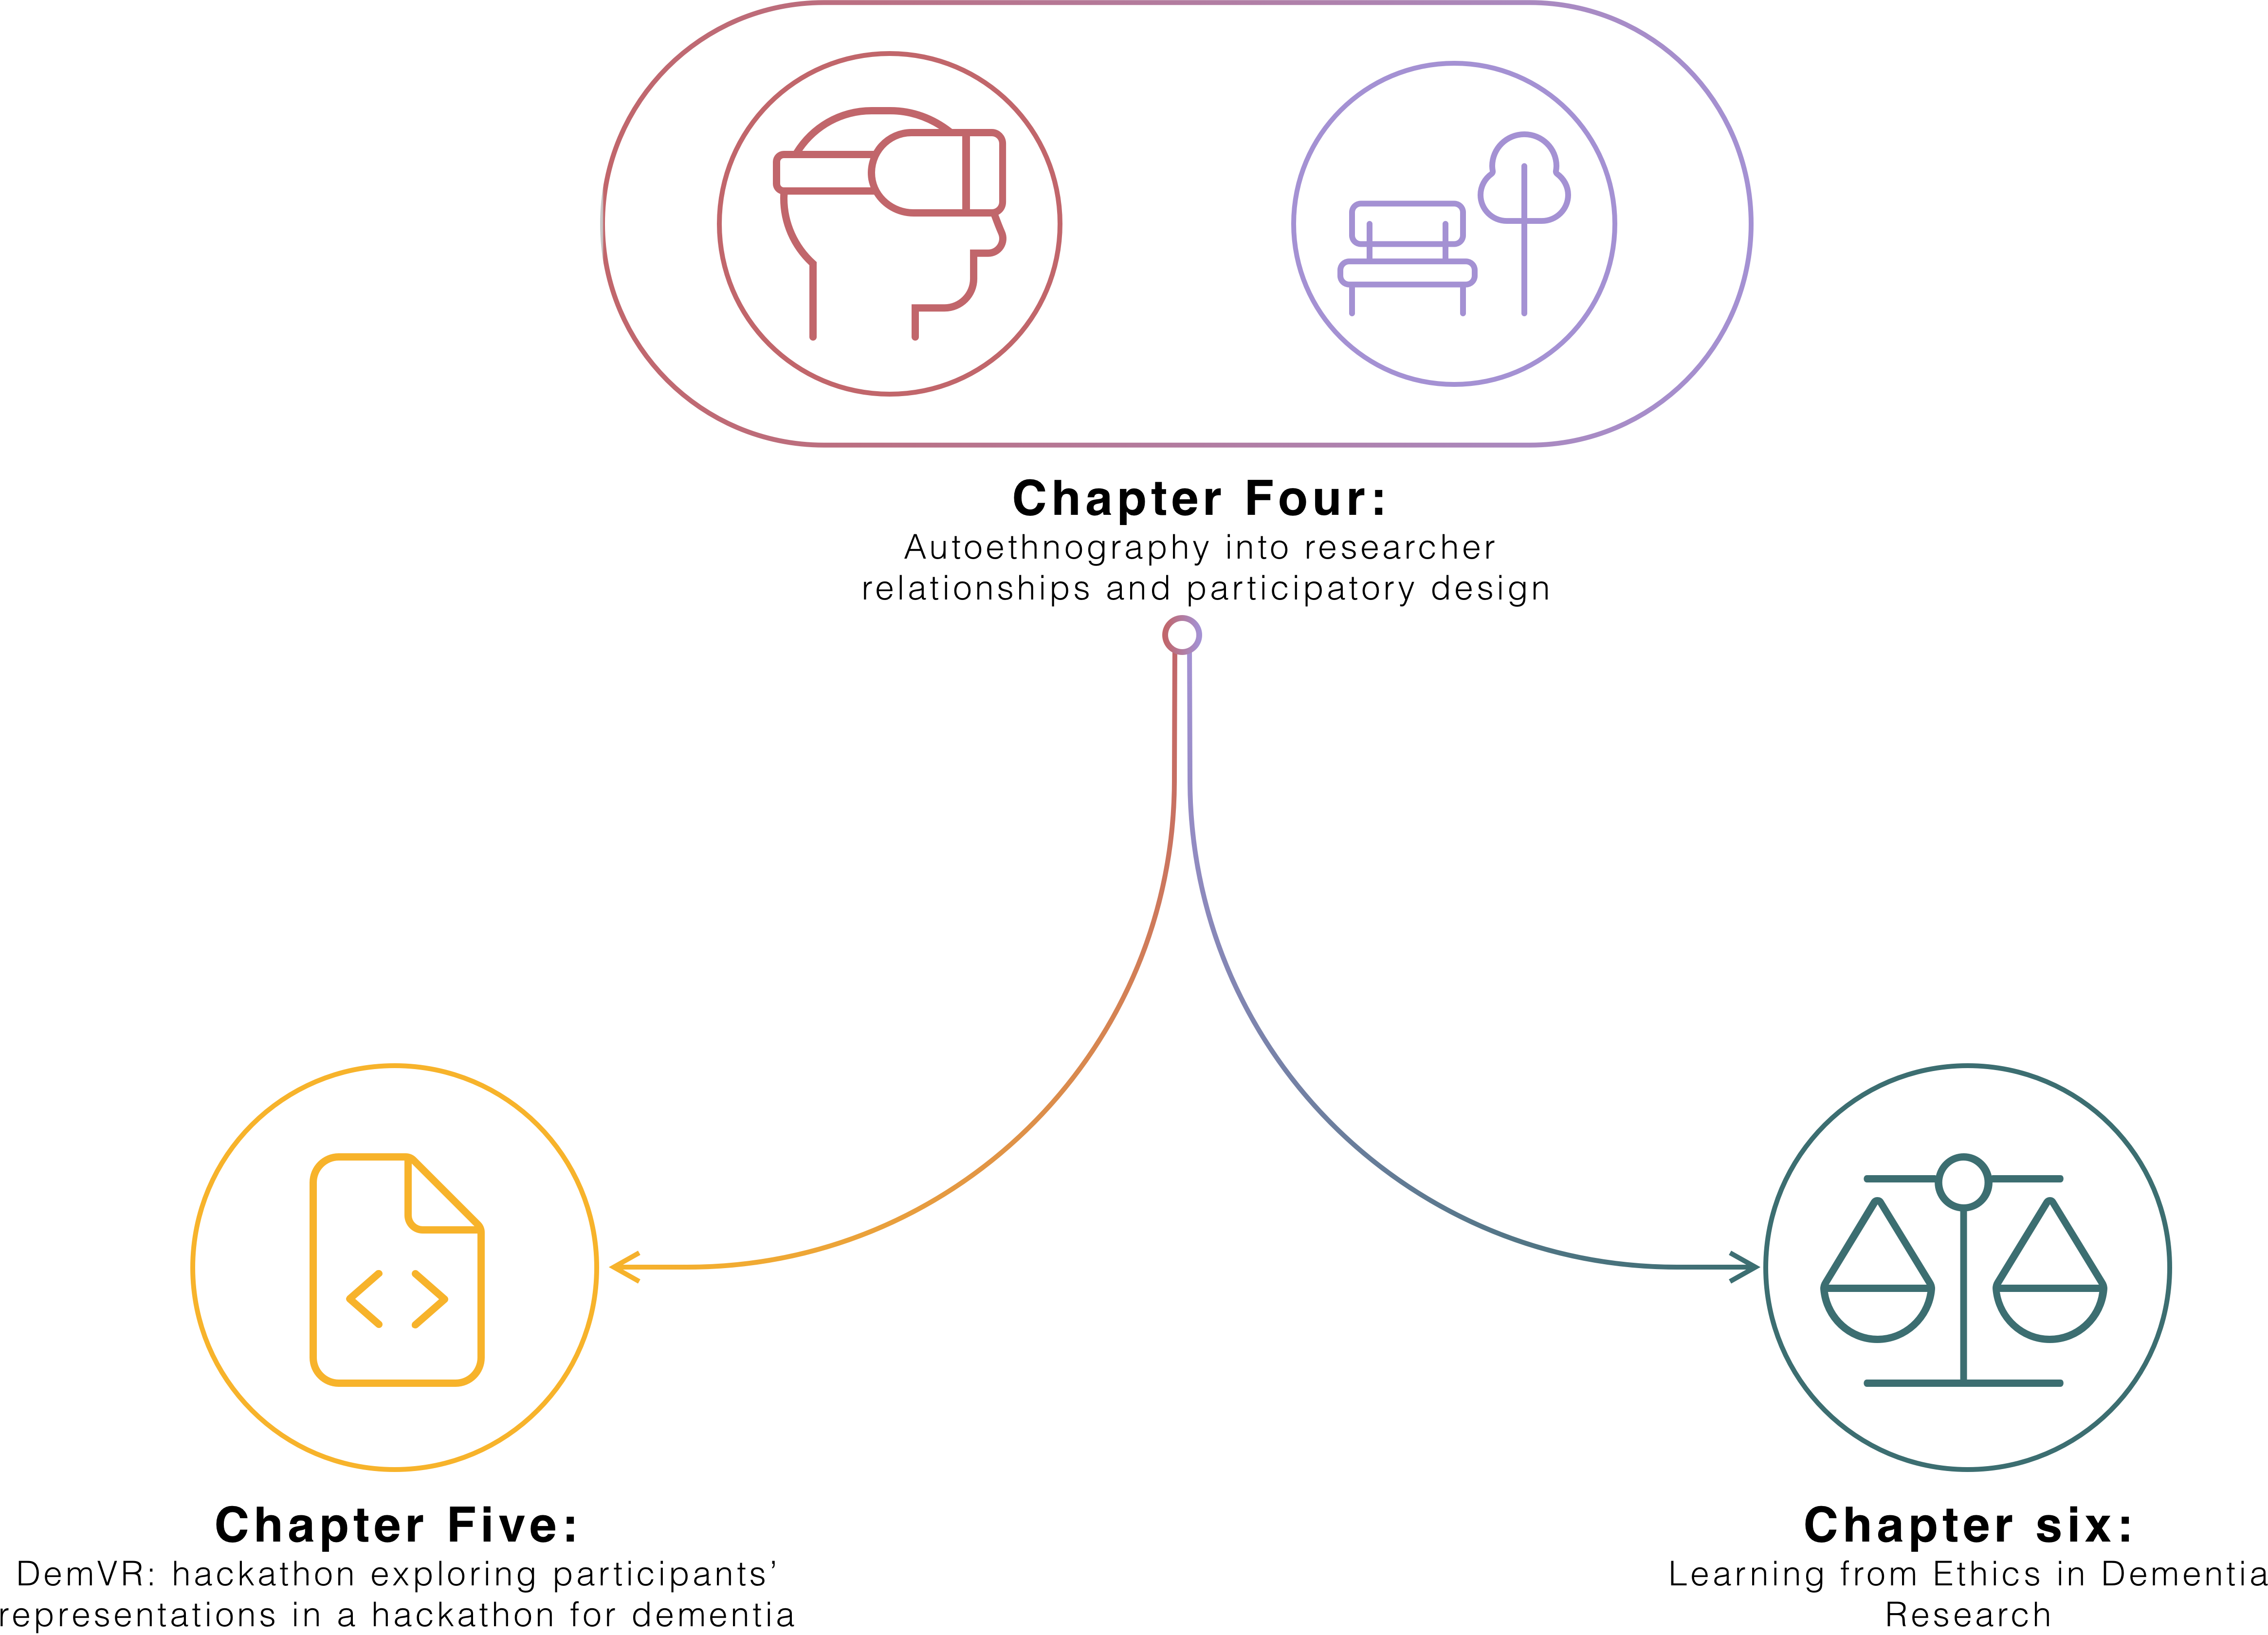 Chapter Four:
Autoethnography into researcher
relationships and participatory design
Chapter Five:
DemVR: hackathon exploring participants’
representations in a hackathon for dementia
Chapter six:
Learning from Ethics in Dementia
Research